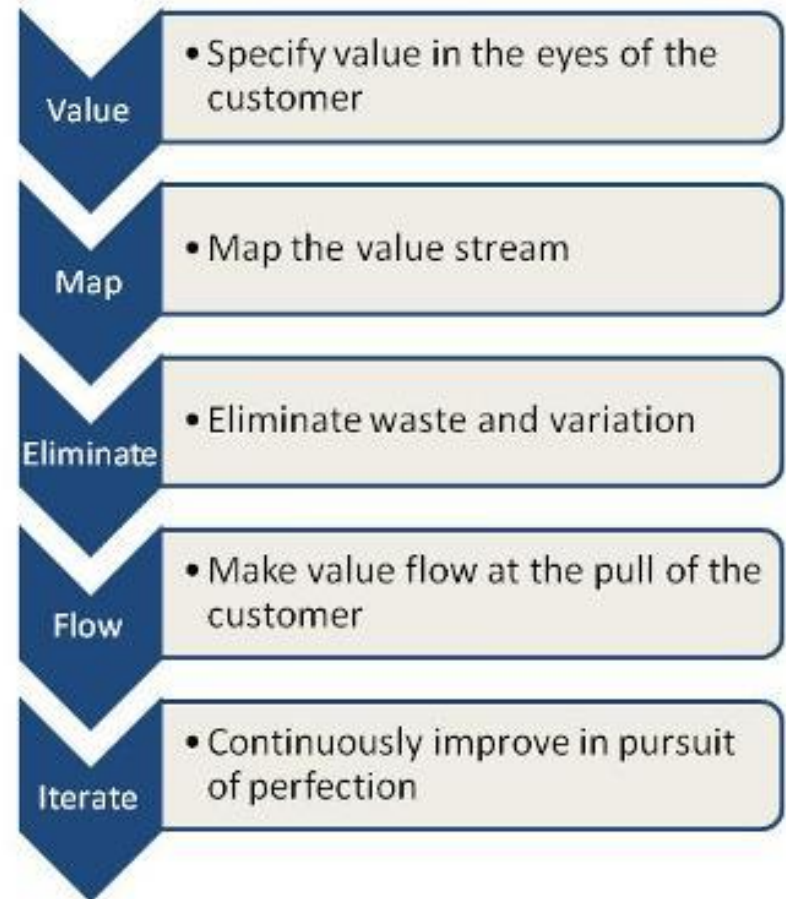 Value
• Specify value in the eyes of the
customer
Map
• Map the value stream
Eliminate
• Eliminate waste and variation
Flow
• Make value flow at the pull of the
customer
Iterate
• Continuously improve in pursuit
of perfection